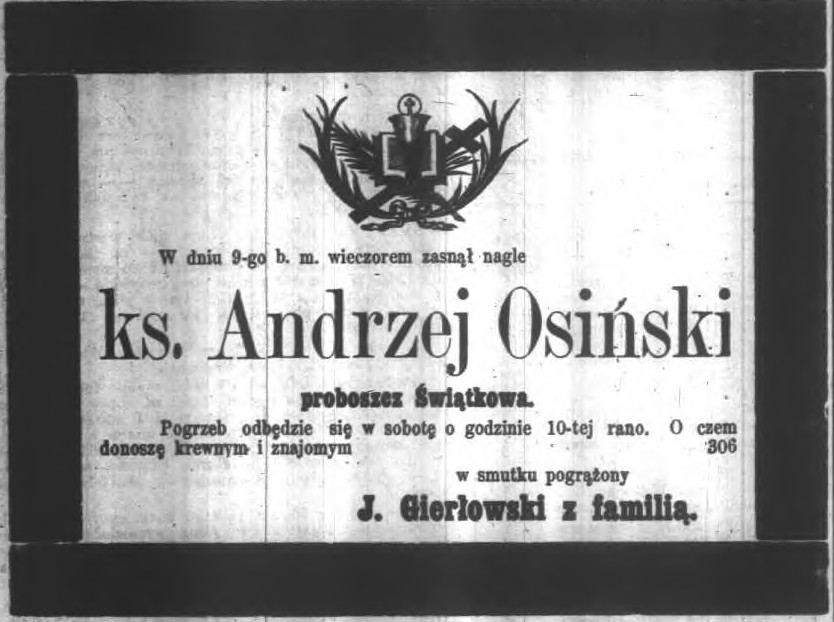 W dniu 9-go b. m. wieczorem zasnął nagle
ks. Andrzej Osiński
proboszcz Świątkowa.
Pogrzeb odbędzie się w sobotę o godzinie 10-tej rano. O czem
donoszę krewnym i znajomym 306
w smutku pogrążony
J. Gierłowski z familią.